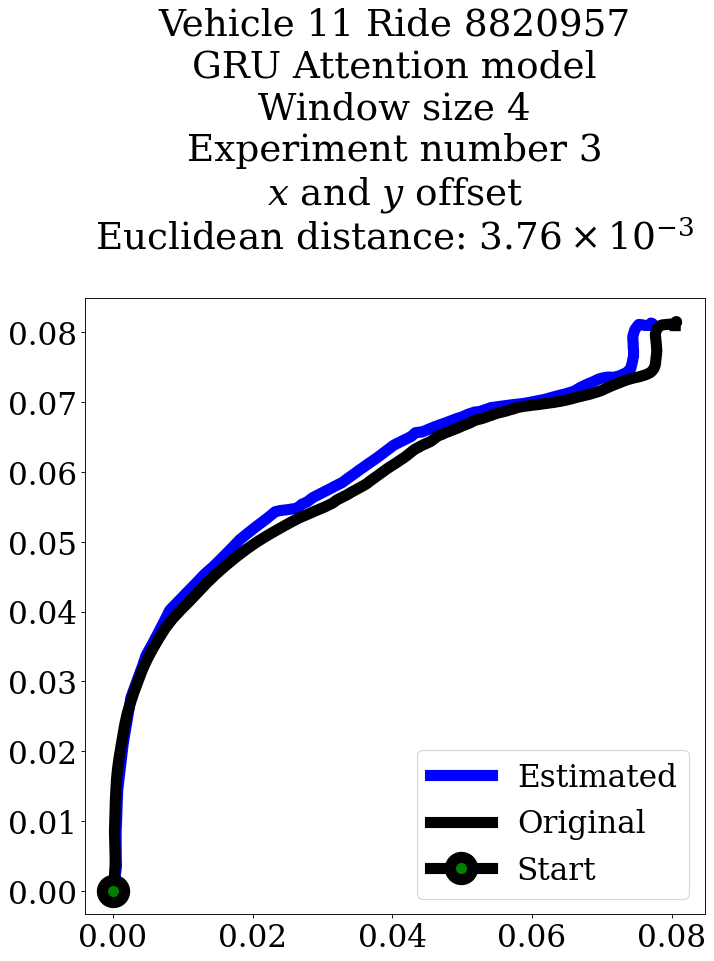 Vehicle 11 Ride 8820957
GRU Attention model
Window size 4
Experiment number 3
x and y offset
Euclidean distance: 3.76 × 10⁻³
0.08
0.07
0.06
0.05
0.04
0.03
0.02
0.01
0.00
Estimated
Original
Start
0.00 0.02 0.04 0.06 0.08